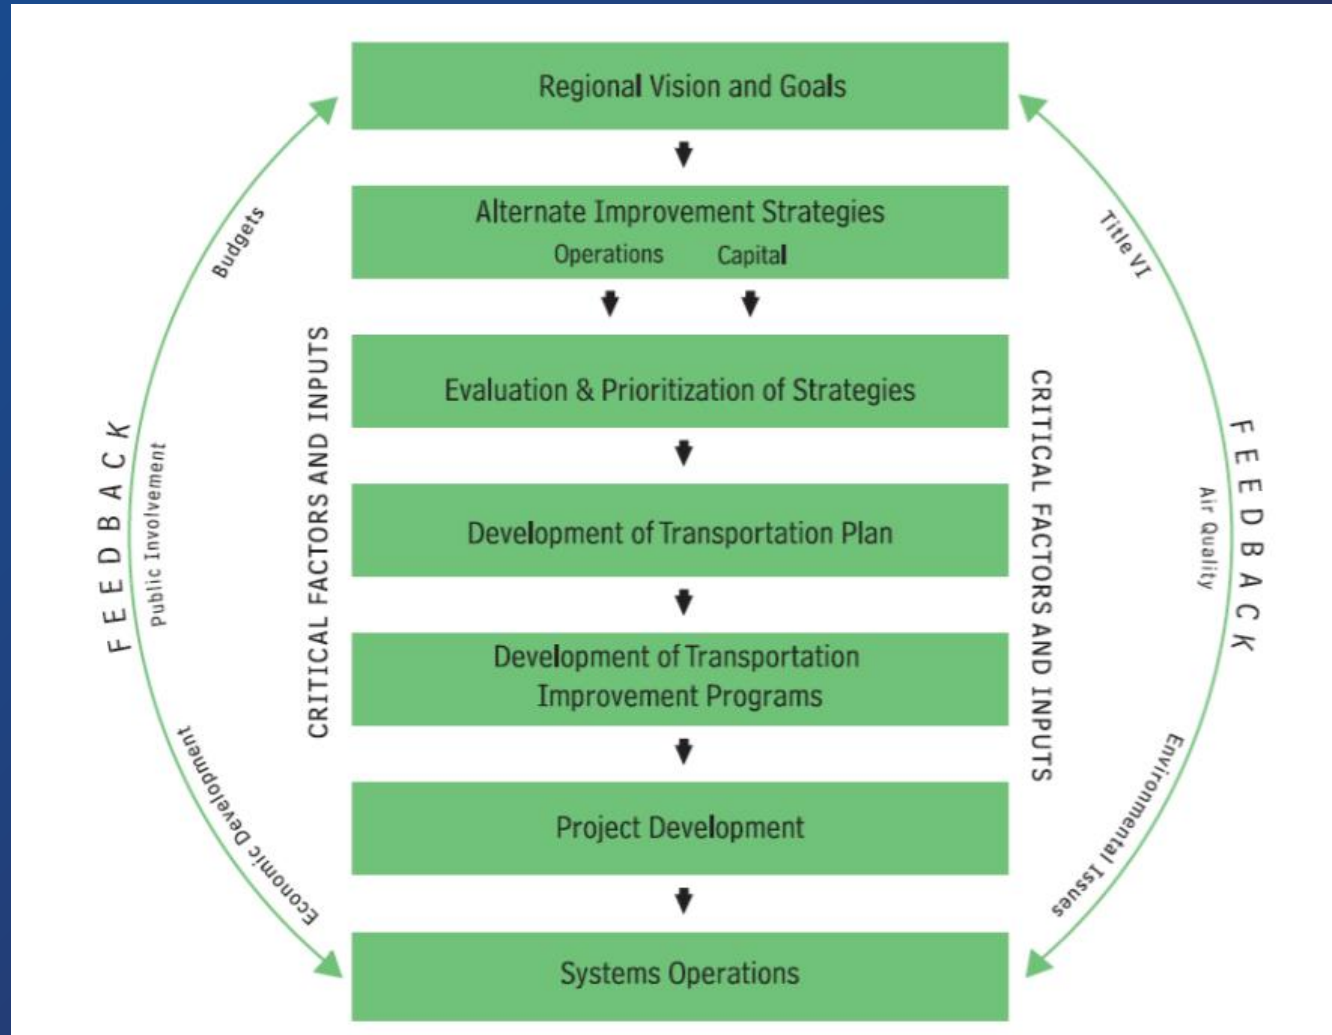 Regional Vision and Goals
Alternate Improvement Strategies
Operations Capital
Evaluation & Prioritization of Strategies
Development of Transportation Plan
Development of Transportation
Improvement Programs
Project Development
Systems Operations
FEEDBACK
Budgets
Public Involvement
Economic Development
CRITICAL FACTORS AND INPUTS
CRITICAL FACTORS AND INPUTS
Title VI
Air Quality
Environmental Issues
FEEDBACK